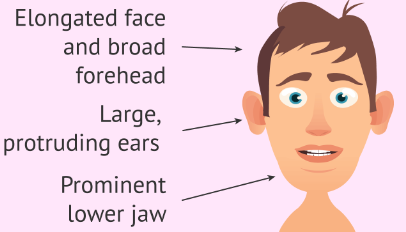 Elongated face
and broad
forehead
Large,
protruding ears
Prominent
lower jaw